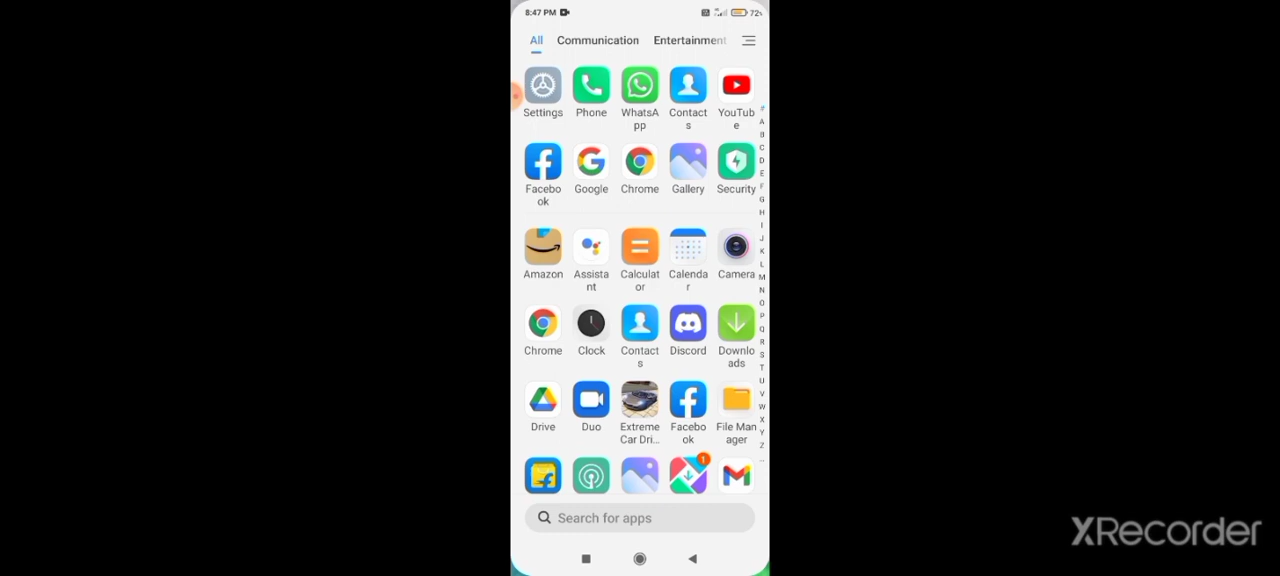 8:47 PM 72%
All Communication Entertainment
Settings Phone WhatsA Contact YouTub
pp s e
Facebo Google Chrome Gallery Security
ok
Amazon Assista Calculat Calenda Camera
nt or r
Chrome Clock Contact Discord Downlo
s ads
Drive Duo Extreme Facebo File Man
Car Dri... ok ager
1
Search for apps
#
A
B
C
D
E
F
G
H
I
J
K
L
M
N
O
P
Q
R
S
T
U
V
W
X
Y
Z
XRecorder